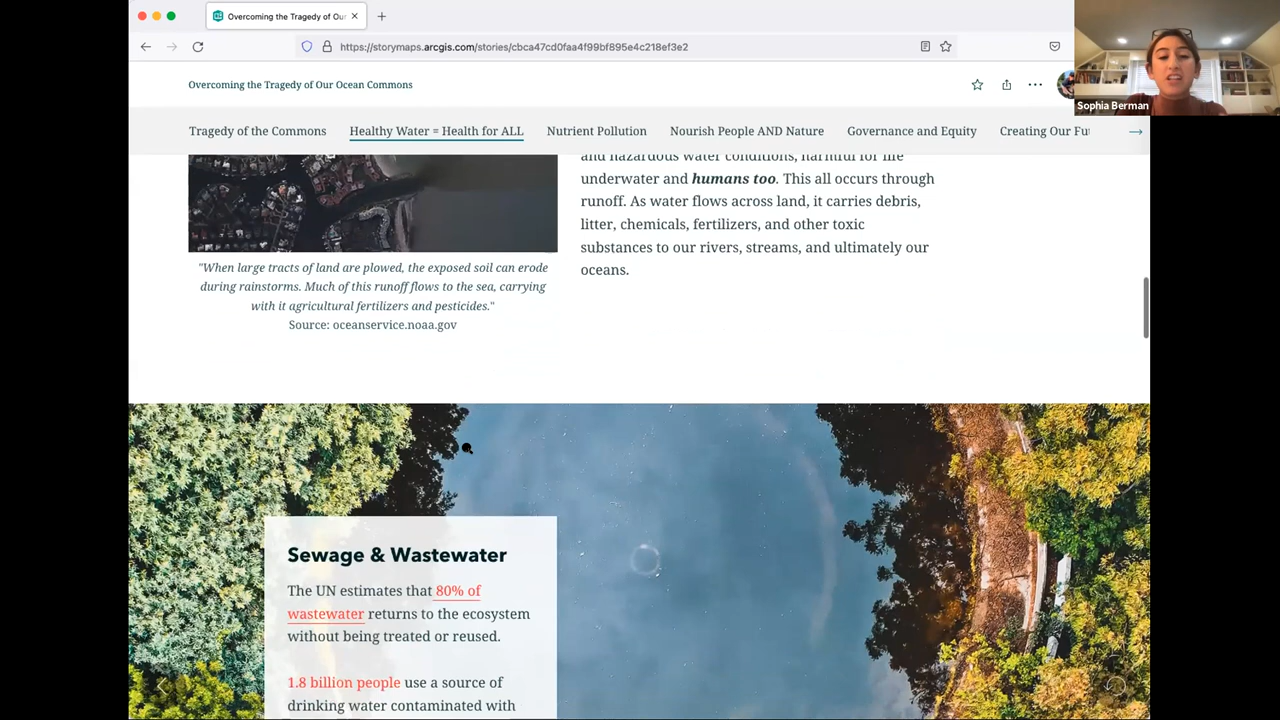 Overcoming the Tragedy of Our
https://storymaps.arcgis.com/stories/cbca47cd0faa4f99bf895e4c218ef3e2
Sophia Berman
Overcoming the Tragedy of Our Ocean Commons
Tragedy of the Commons Healthy Water = Health for ALL Nutrient Pollution Nourish People AND Nature Governance and Equity Creating Our Fu
and hazardous water conditions, harmful for life
underwater and humans too. This all occurs through
runoff. As water flows across land, it carries debris,
litter, chemicals, fertilizers, and other toxic
substances to our rivers, streams, and ultimately our
oceans.
"When large tracts of land are plowed, the exposed soil can erode
during rainstorms. Much of this runoff flows to the sea, carrying
with it agricultural fertilizers and pesticides."
Source: oceanservice.noaa.gov
Sewage & Wastewater
The UN estimates that 80% of
wastewater returns to the ecosystem
without being treated or reused.
1.8 billion people use a source of
drinking water contaminated with